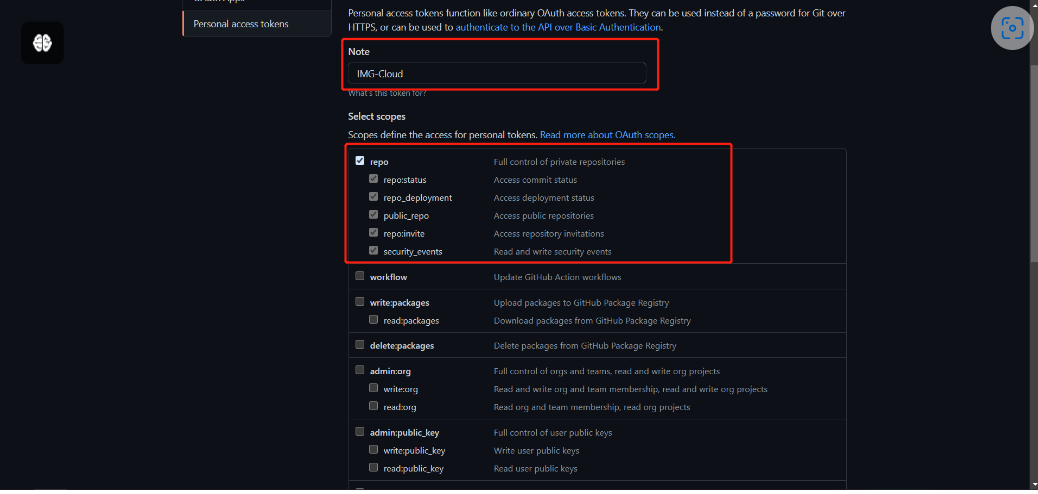 Personal access tokens
Personal access tokens function like ordinary OAuth access tokens. They can be used instead of a password for Git over
HTTPS, or can be used to authenticate to the API over Basic Authentication.
Note
IMG-Cloud
What's this token for?
Select scopes
Scopes define the access for personal tokens. Read more about OAuth scopes.
repo Full control of private repositories
repo:status Access commit status
repo_deployment Access deployment status
public_repo Access public repositories
repo:invite Access repository invitations
security_events Read and write security events
workflow Update GitHub Action workflows
write:packages Upload packages to GitHub Package Registry
read:packages Download packages from GitHub Package Registry
delete:packages Delete packages from GitHub Package Registry
admin:org Full control of orgs and teams, read and write org projects
write:org Read and write org and team membership, read and write org projects
read:org Read org and team membership, read org projects
admin:public_key Full control of user public keys
write:public_key Write user public keys
read:public_key Read user public keys